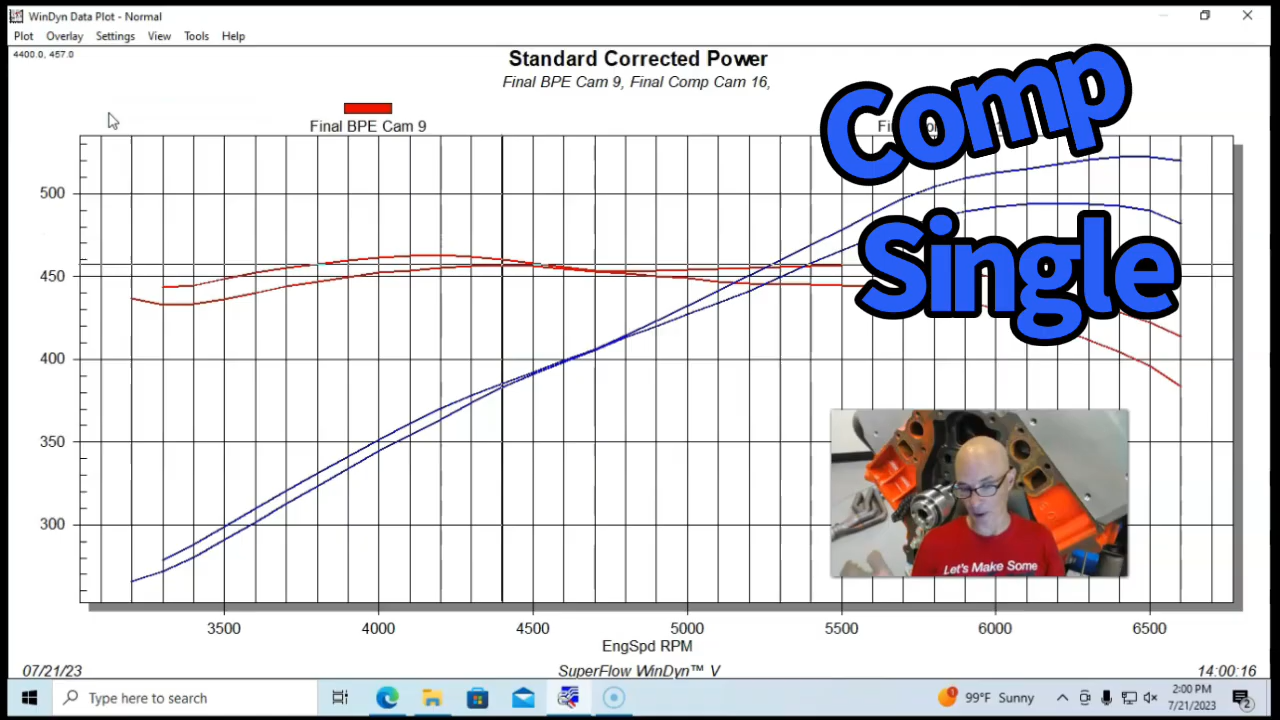 WinDyn Data Plot - Normal
Plot Overlay Settings View Tools Help
4400.0, 457.0
Standard Corrected Power
Final BPE Cam 9, Final Comp Cam 16,
Final BPE Cam 9
Comp
Single
500
450
400
350
300
3500 4000 4500 5000 5500 6000 6500
EngSpd RPM
Let's Make Some
07/21/23 SuperFlow WinDyn™ V 14:00:16
Type here to search
1
99°F Sunny
2:00 PM
7/21/2023
2